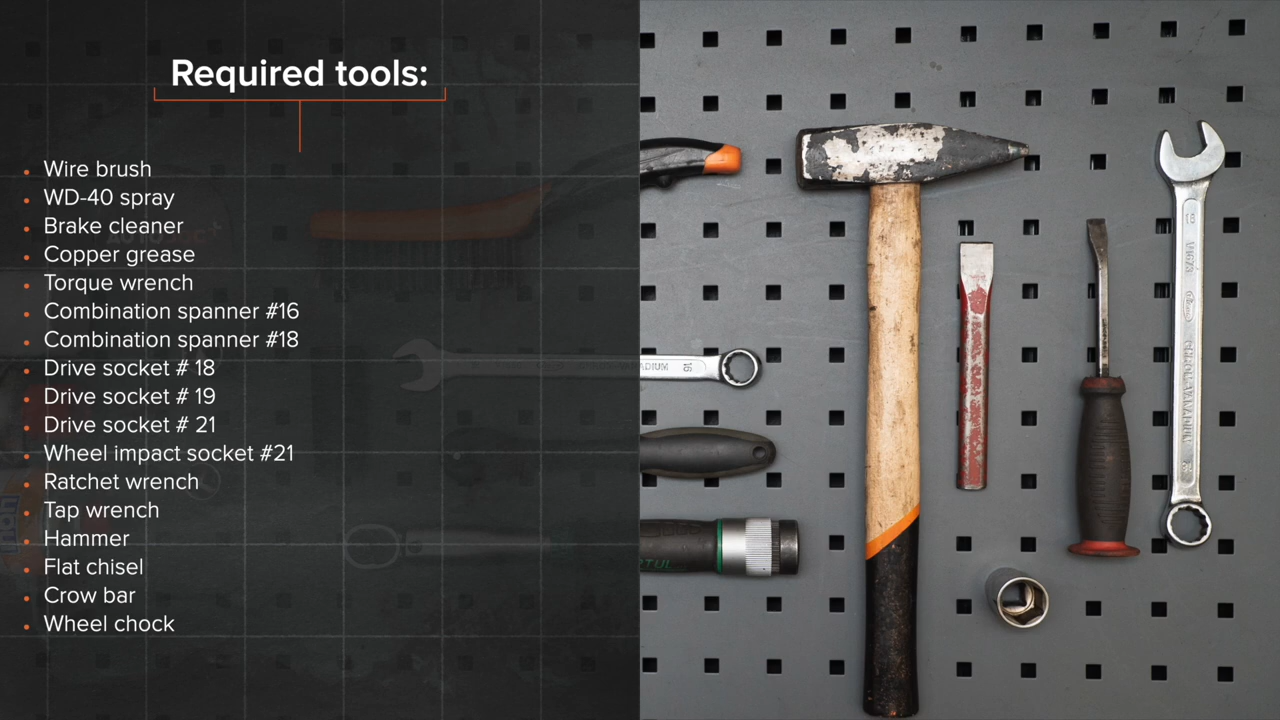 Required tools:
Wire brush
WD-40 spray
Brake cleaner
Copper grease
Torque wrench
Combination spanner #16
Combination spanner #18
Drive socket # 18
Drive socket # 19
Drive socket # 21
Wheel impact socket #21
Ratchet wrench
Tap wrench
Hammer
Flat chisel
Crow bar
Wheel chock
16
18